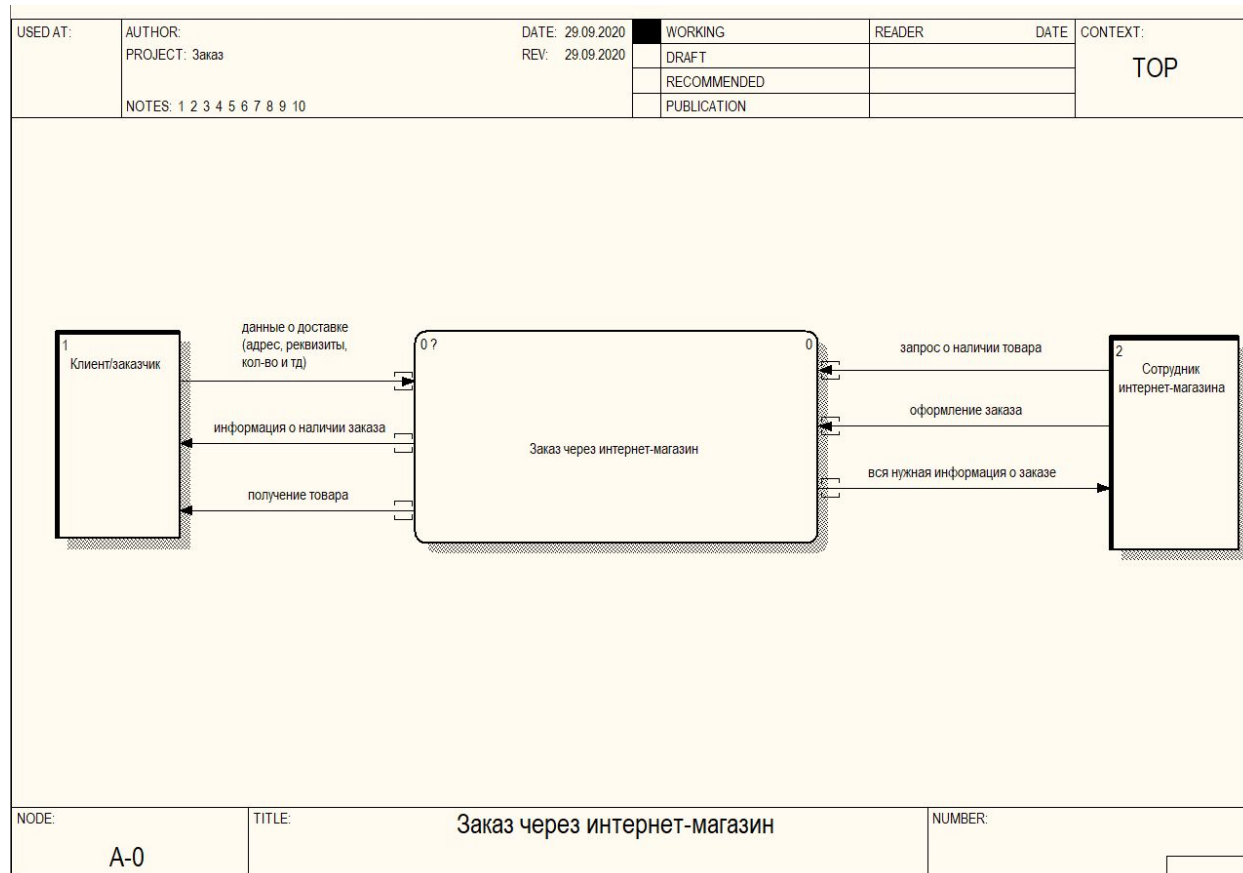 USED AT:
AUTHOR:
DATE: 29.09.2020
PROJECT: Заказ
REV: 29.09.2020
NOTES: 1 2 3 4 5 6 7 8 9 10
WORKING
DRAFT
RECOMMENDED
PUBLICATION
READER
DATE
CONTEXT:
TOP
1
Клиент/заказчик
данные о доставке
(адрес, реквизиты,
кол-во и тд)
информация о наличии заказа
получение товара
0 ?
0
Заказ через интернет-магазин
запрос о наличии товара
оформление заказа
вся нужная информация о заказе
2
Сотрудник
интернет-магазина
NODE:
A-0
TITLE:
Заказ через интернет-магазин
NUMBER: